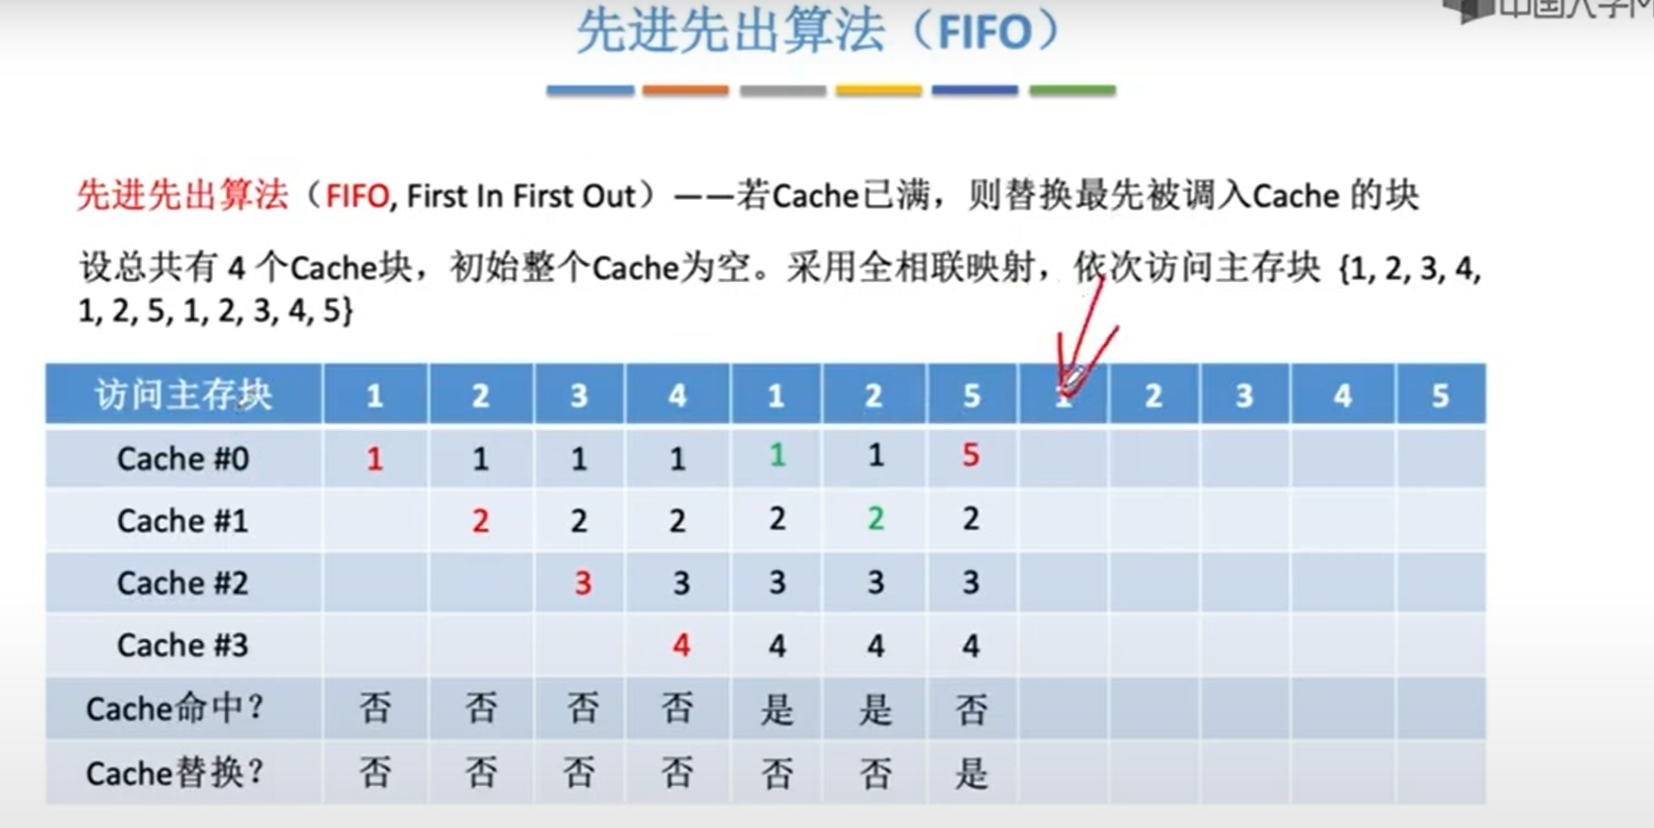 先进先出算法（FIFO）
中国大学M
先进先出算法（FIFO, First In First Out）——若Cache已满，则替换最先被调入Cache 的块
设总共有 4 个Cache块，初始整个Cache为空。采用全相联映射，依次访问主存块 {1, 2, 3, 4,
1, 2, 5, 1, 2, 3, 4, 5}
访问主存块 1 2 3 4 1 2 5 1 2 3 4 5
Cache #0 1 1 1 1 1 1 5
Cache #1 2 2 2 2 2 2
Cache #2 3 3 3 3 3
Cache #3 4 4 4 4
Cache命中？ 否 否 否 否 是 是 否
Cache替换？ 否 否 否 否 否 否 是